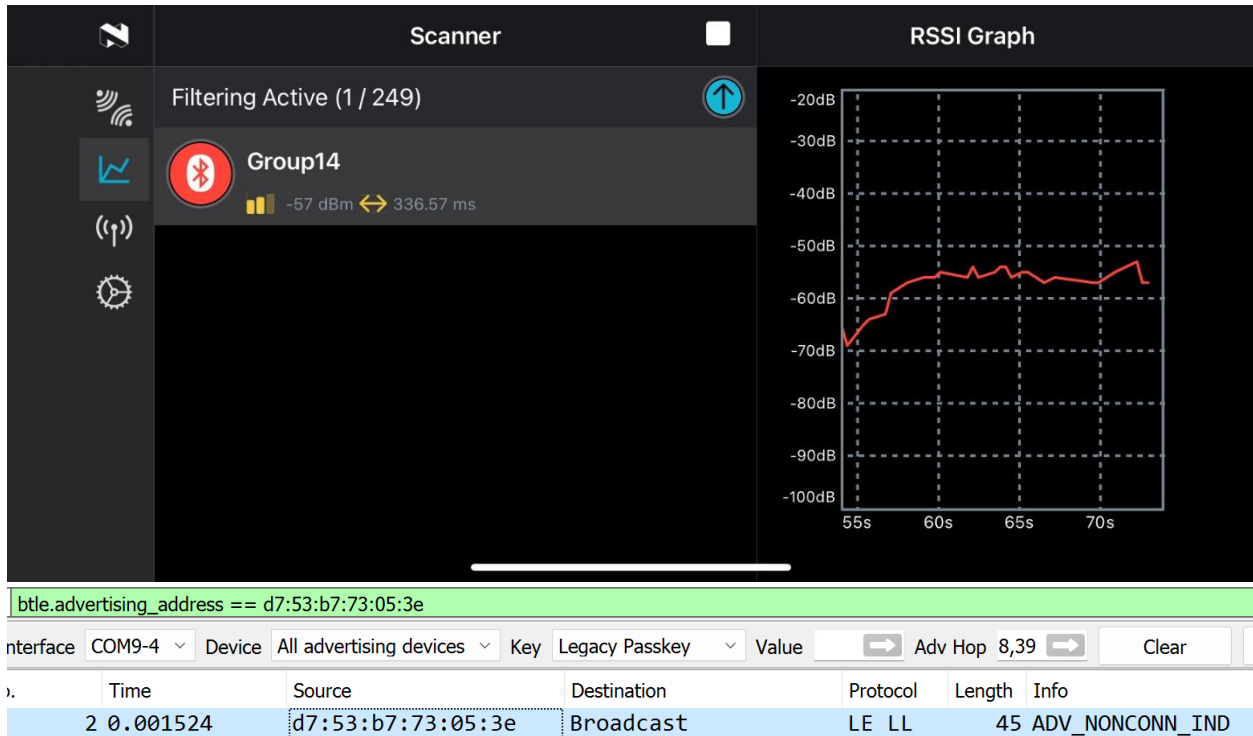 Scanner
RSSI Graph
Filtering Active (1 / 249)
Group14
-57 dBm 336.57 ms
-20dB
-30dB
-40dB
-50dB
-60dB
-70dB
-80dB
-90dB
-100dB
55s 60s 65s 70s
btle.advertising_address == d7:53:b7:73:05:3e
nterface COM9-4 Device All advertising devices Key Legacy Passkey Value Adv Hop 8,39 Clear
. Time Source Destination Protocol Length Info
2 0.001524 d7:53:b7:73:05:3e Broadcast LE LL 45 ADV_NONCONN_IND